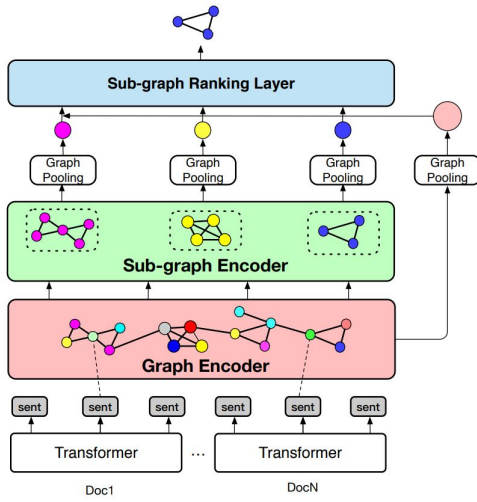 Sub-graph Ranking Layer
Graph
Pooling
Graph
Pooling
Graph
Pooling
Graph
Pooling
Sub-graph Encoder
Graph Encoder
sent sent sent sent sent sent
Transformer ... Transformer
Doc1 DocN